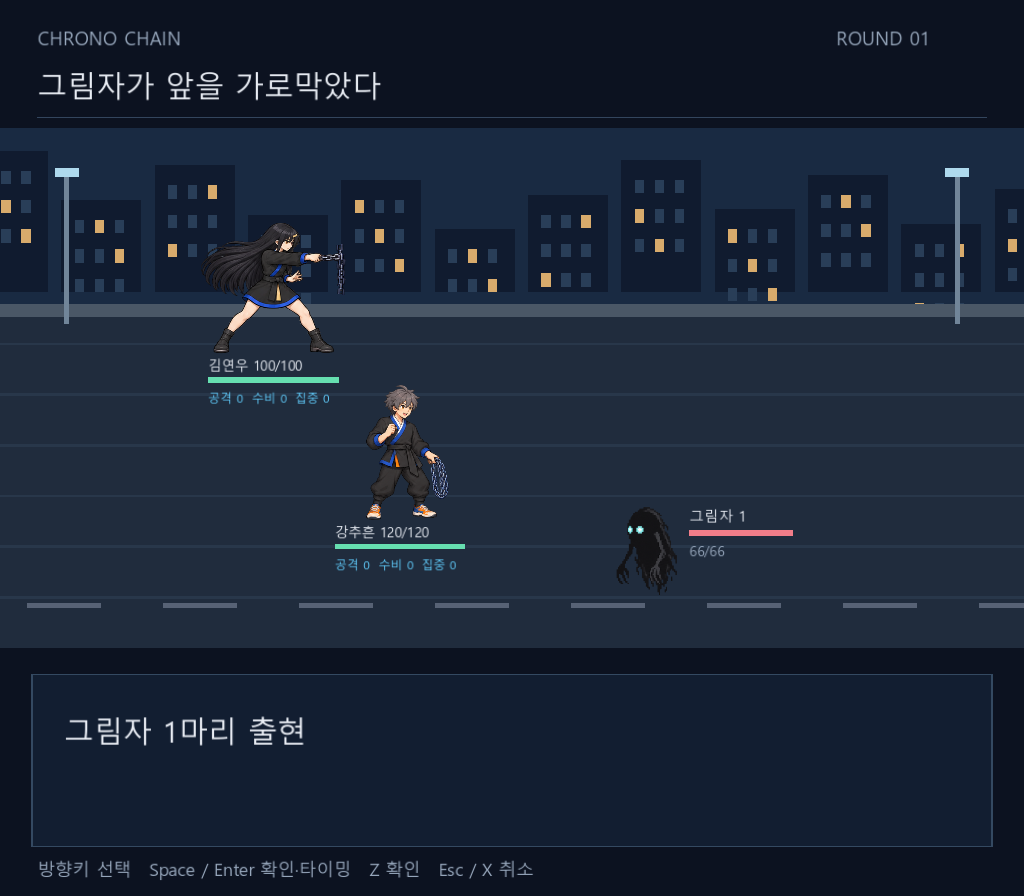 CHRONO CHAIN
ROUND 01
그림자가 앞을 가로막았다
김연우 100/100
공격 0 수비 0 집중 0
강추흔 120/120
공격 0 수비 0 집중 0
그림자 1
66/66
그림자 1마리 출현
방향키 선택 Space / Enter 확인·타이밍 Z 확인 Esc / X 취소